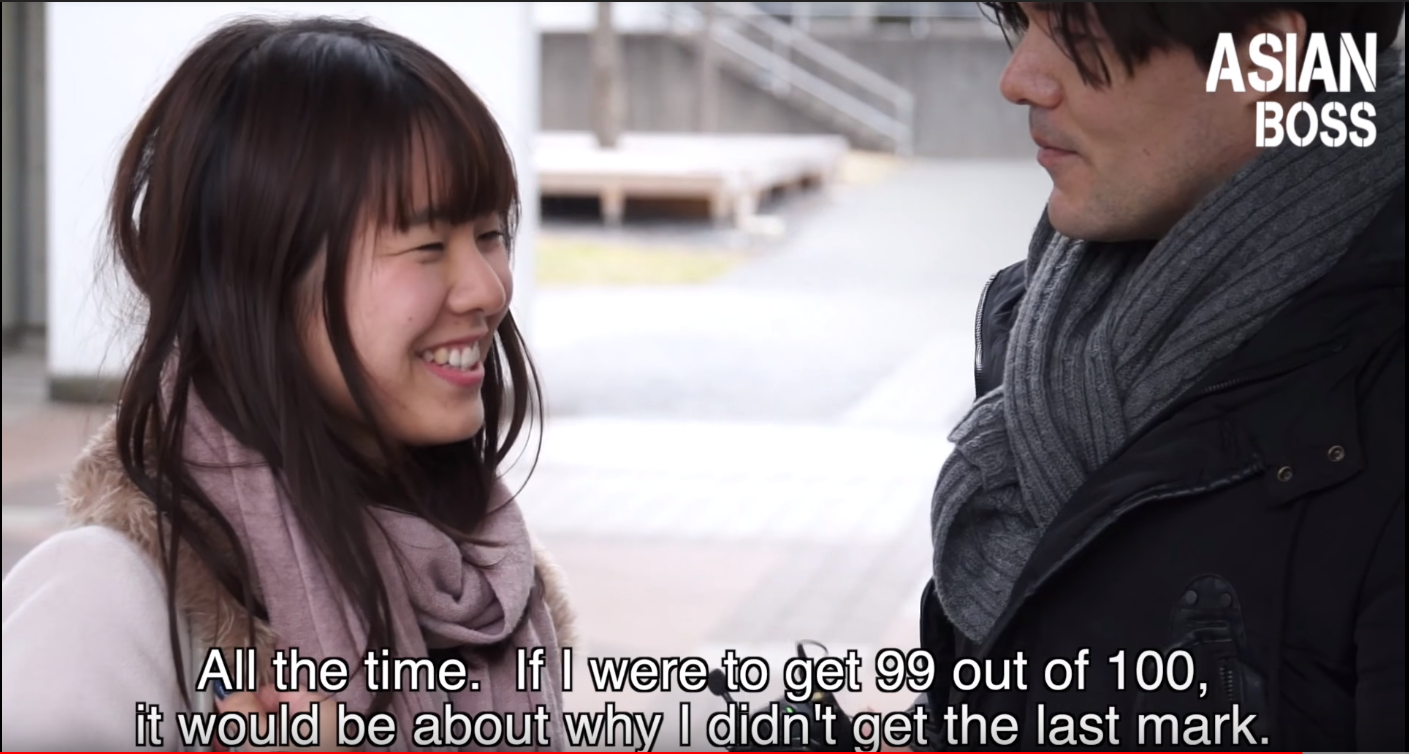 ASIAN
BOSS
All the time. If I were to get 99 out of 100,
it would be about why I didn't get the last mark.